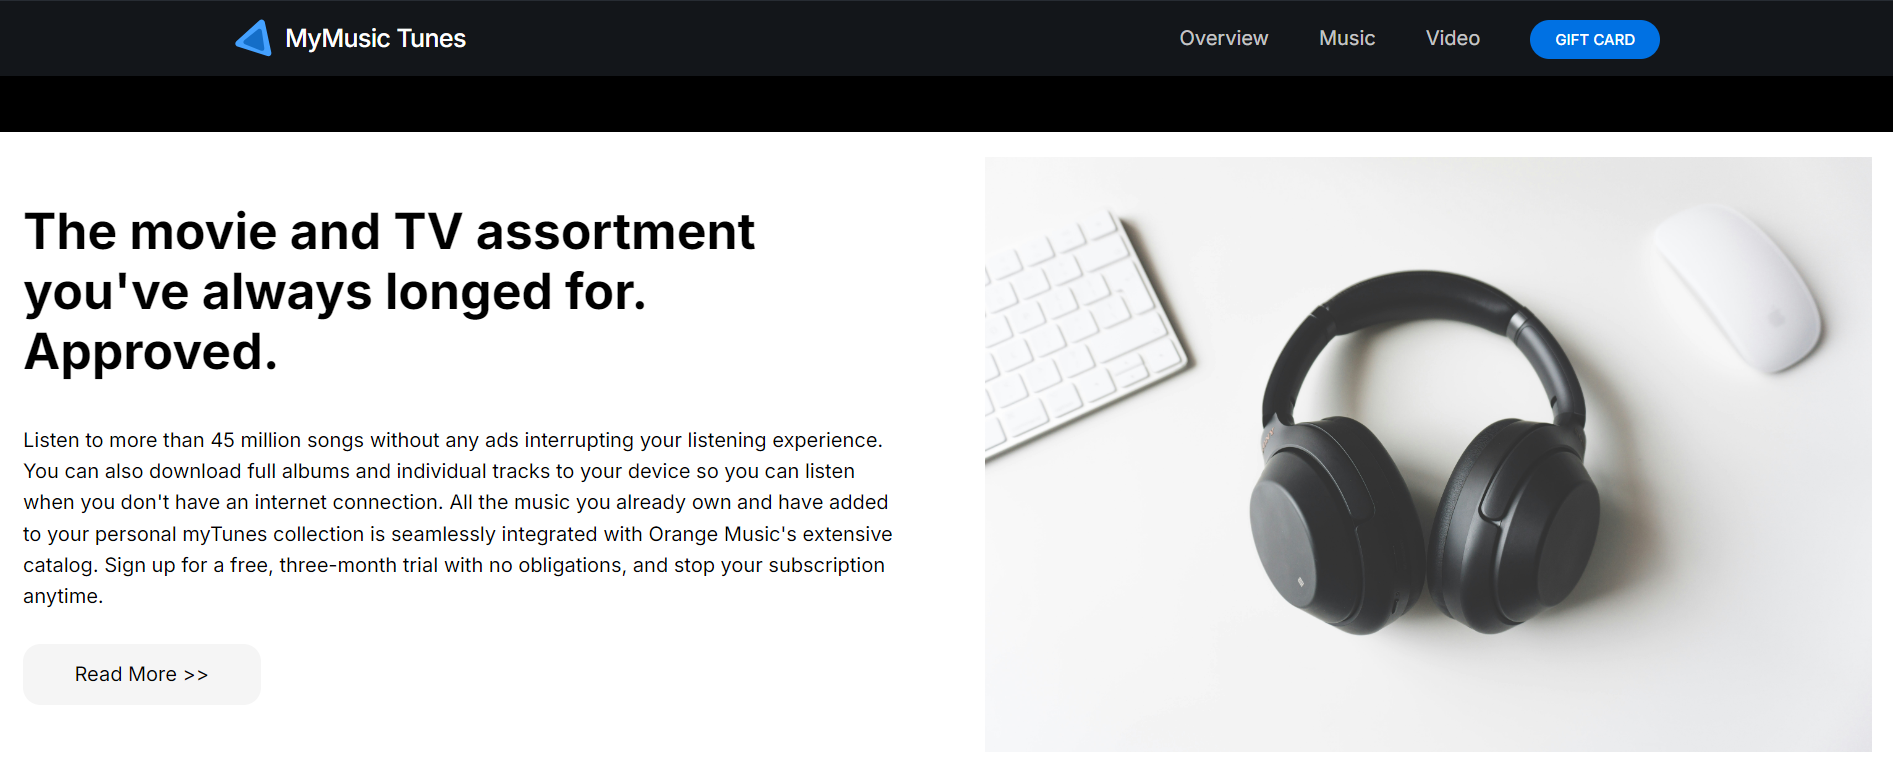 MyMusic Tunes
Overview
Music
Video
GIFT CARD
The movie and TV assortment
you've always longed for.
Approved.
Listen to more than 45 million songs without any ads interrupting your listening experience.
You can also download full albums and individual tracks to your device so you can listen
when you don't have an internet connection. All the music you already own and have added
to your personal myTunes collection is seamlessly integrated with Orange Music's extensive
catalog. Sign up for a free, three-month trial with no obligations, and stop your subscription
anytime.
Read More >>